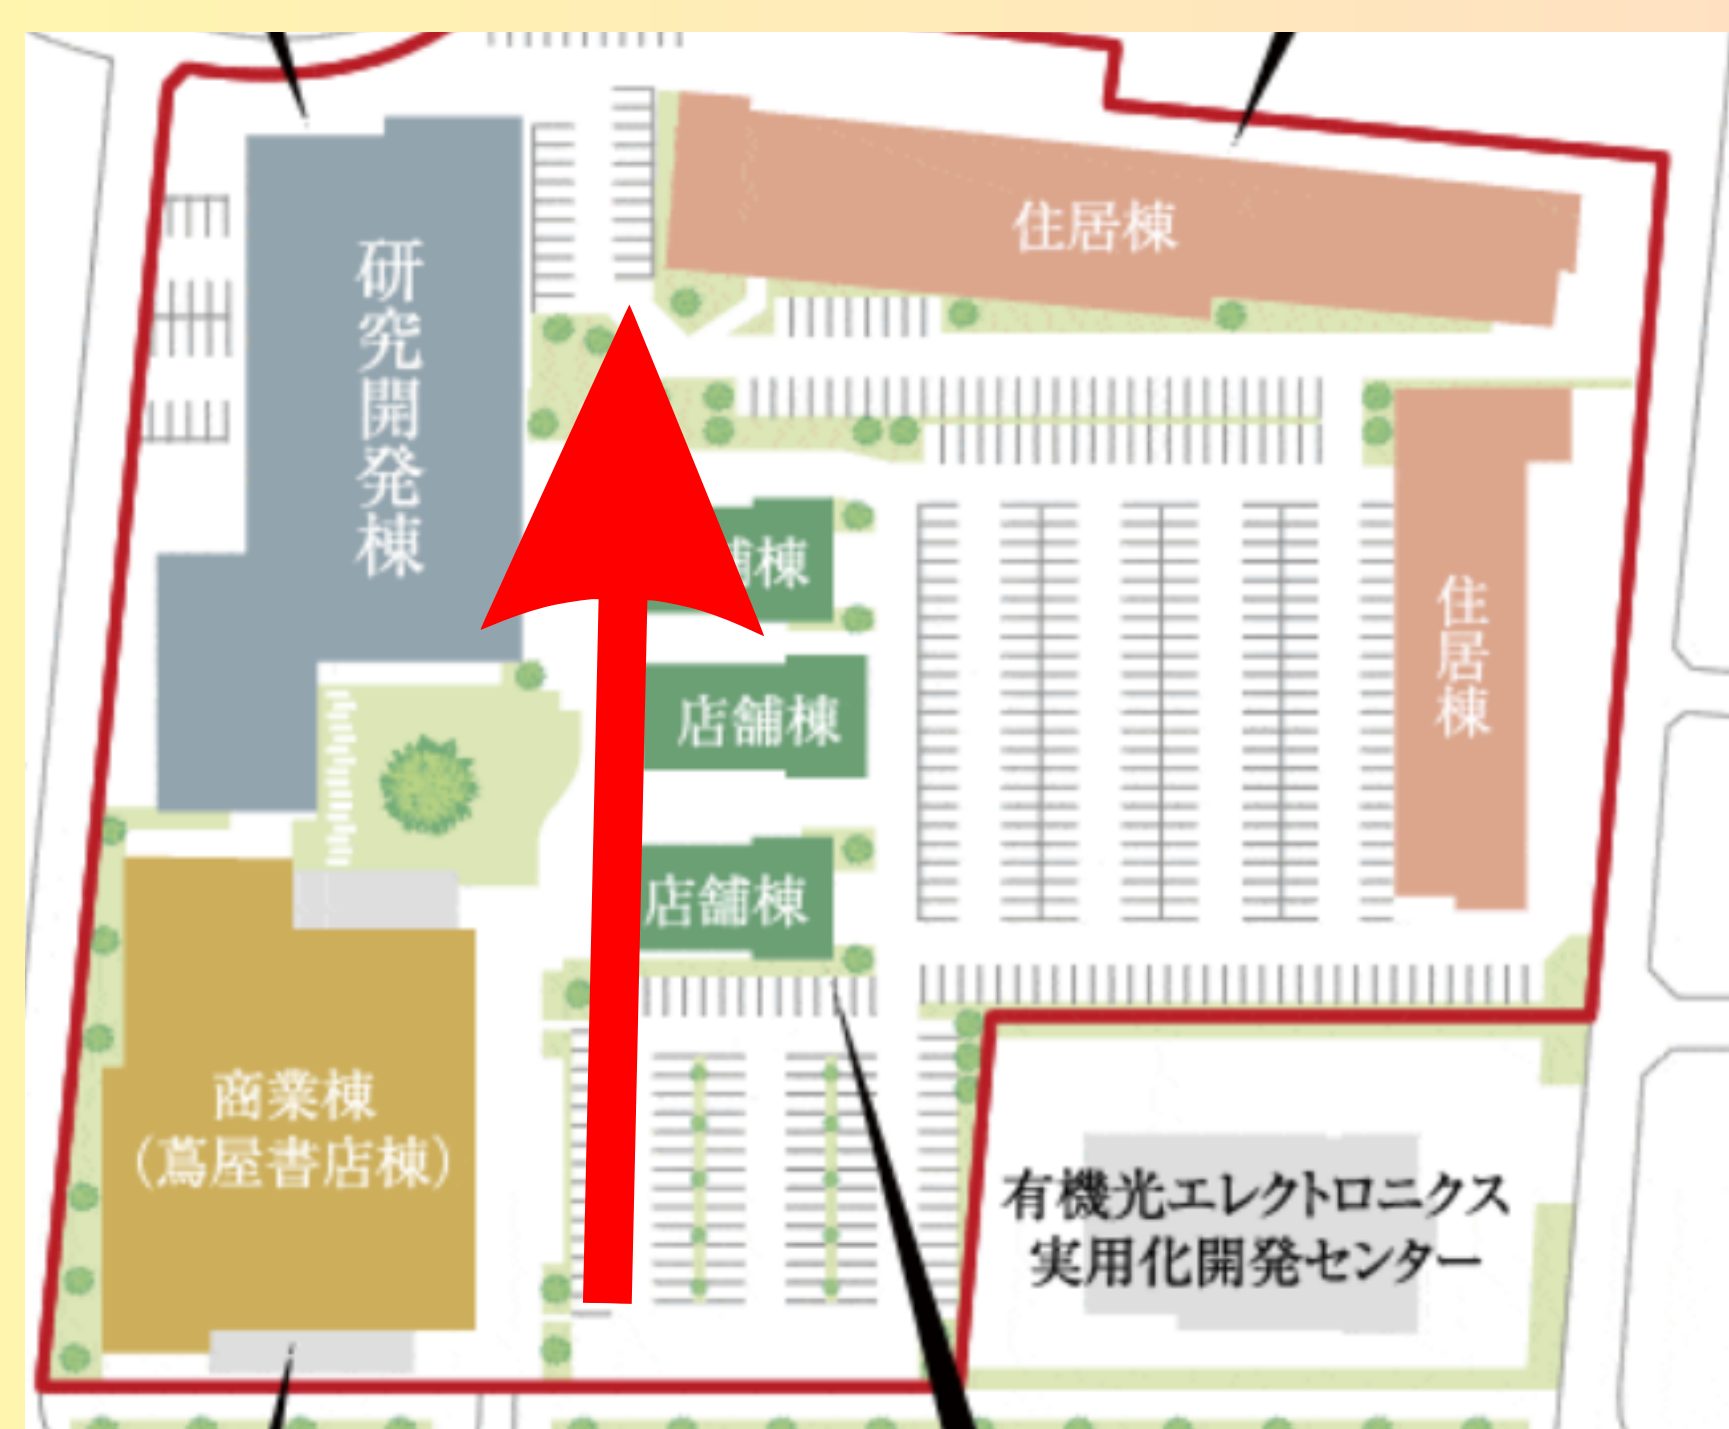 住居棟
研究開発棟
棟
住居棟
店舗棟
店舗棟
商業棟
（蔦屋書店棟）
有機光エレクトロニクス
実用化開発センター